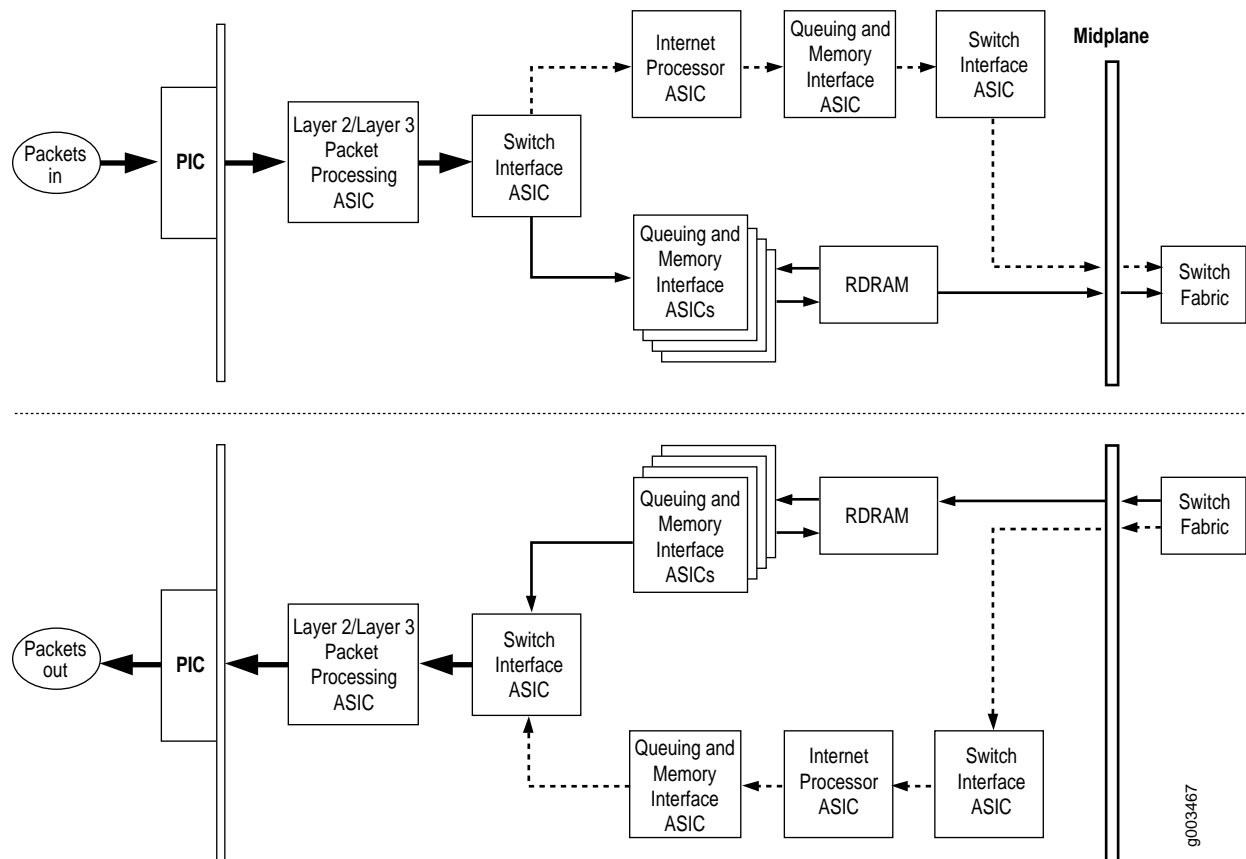 Internet
Processor
ASIC
Queuing and
Memory
Interface
ASIC
Switch
Interface
ASIC
Midplane
Packets
in
PIC
Layer 2/Layer 3
Packet
Processing
ASIC
Switch
Interface
ASIC
Queuing and
Memory
Interface
ASICs
RDRAM
Switch
Fabric
Queuing and
Memory
Interface
ASICs
RDRAM
Switch
Fabric
Packets
out
PIC
Layer 2/Layer 3
Packet
Processing
ASIC
Switch
Interface
ASIC
Queuing and
Memory
Interface
ASIC
Internet
Processor
ASIC
Switch
Interface
ASIC
g003467